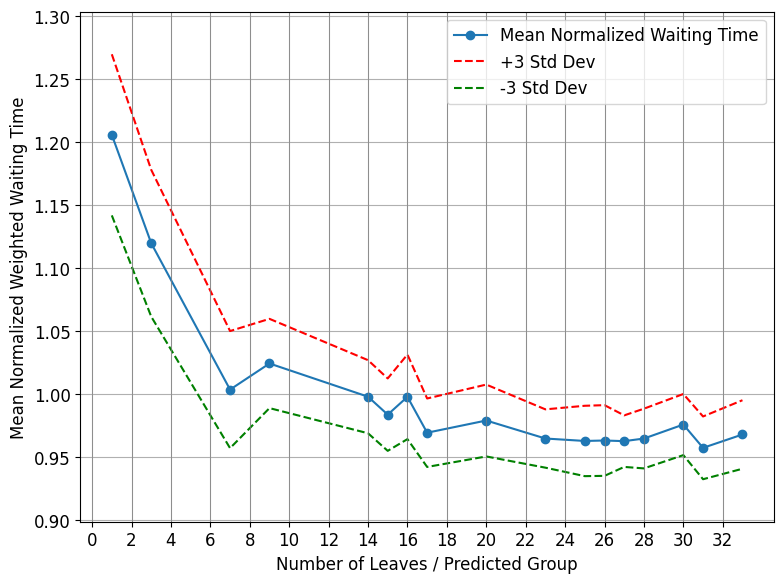 1.30
1.25
1.20
1.15
1.10
1.05
1.00
0.95
0.90
Mean Normalized Weighted Waiting Time
Mean Normalized Waiting Time
+3 Std Dev
-3 Std Dev
0 2 4 6 8 10 12 14 16 18 20 22 24 26 28 30 32
Number of Leaves / Predicted Group